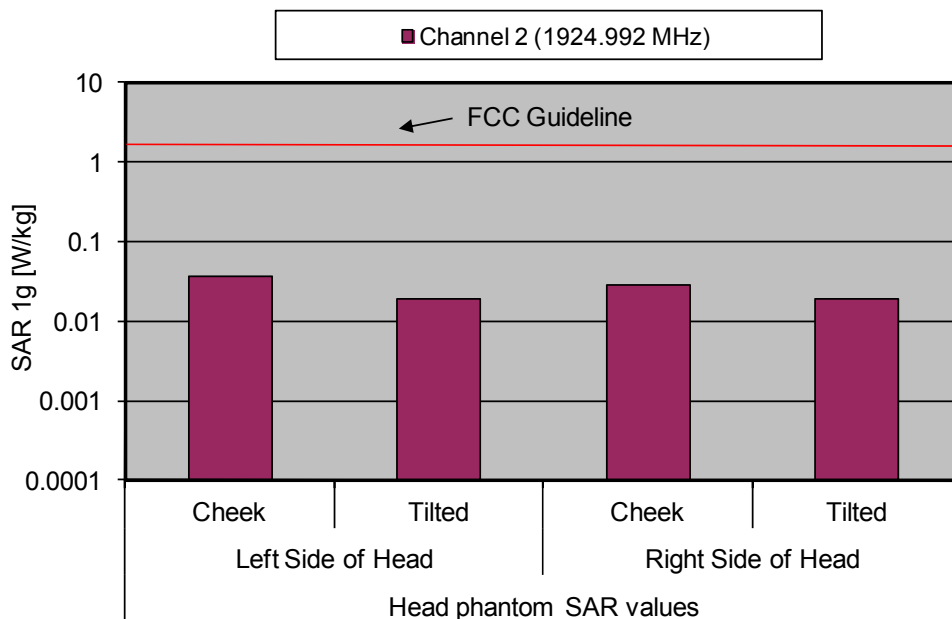 Channel 2 (1924.992 MHz)
10
FCC Guideline
1
0.1
0.01
0.001
0.0001
SAR 1g [W/kg]
Cheek Tilted Cheek Tilted
Left Side of Head Right Side of Head
Head phantom SAR values